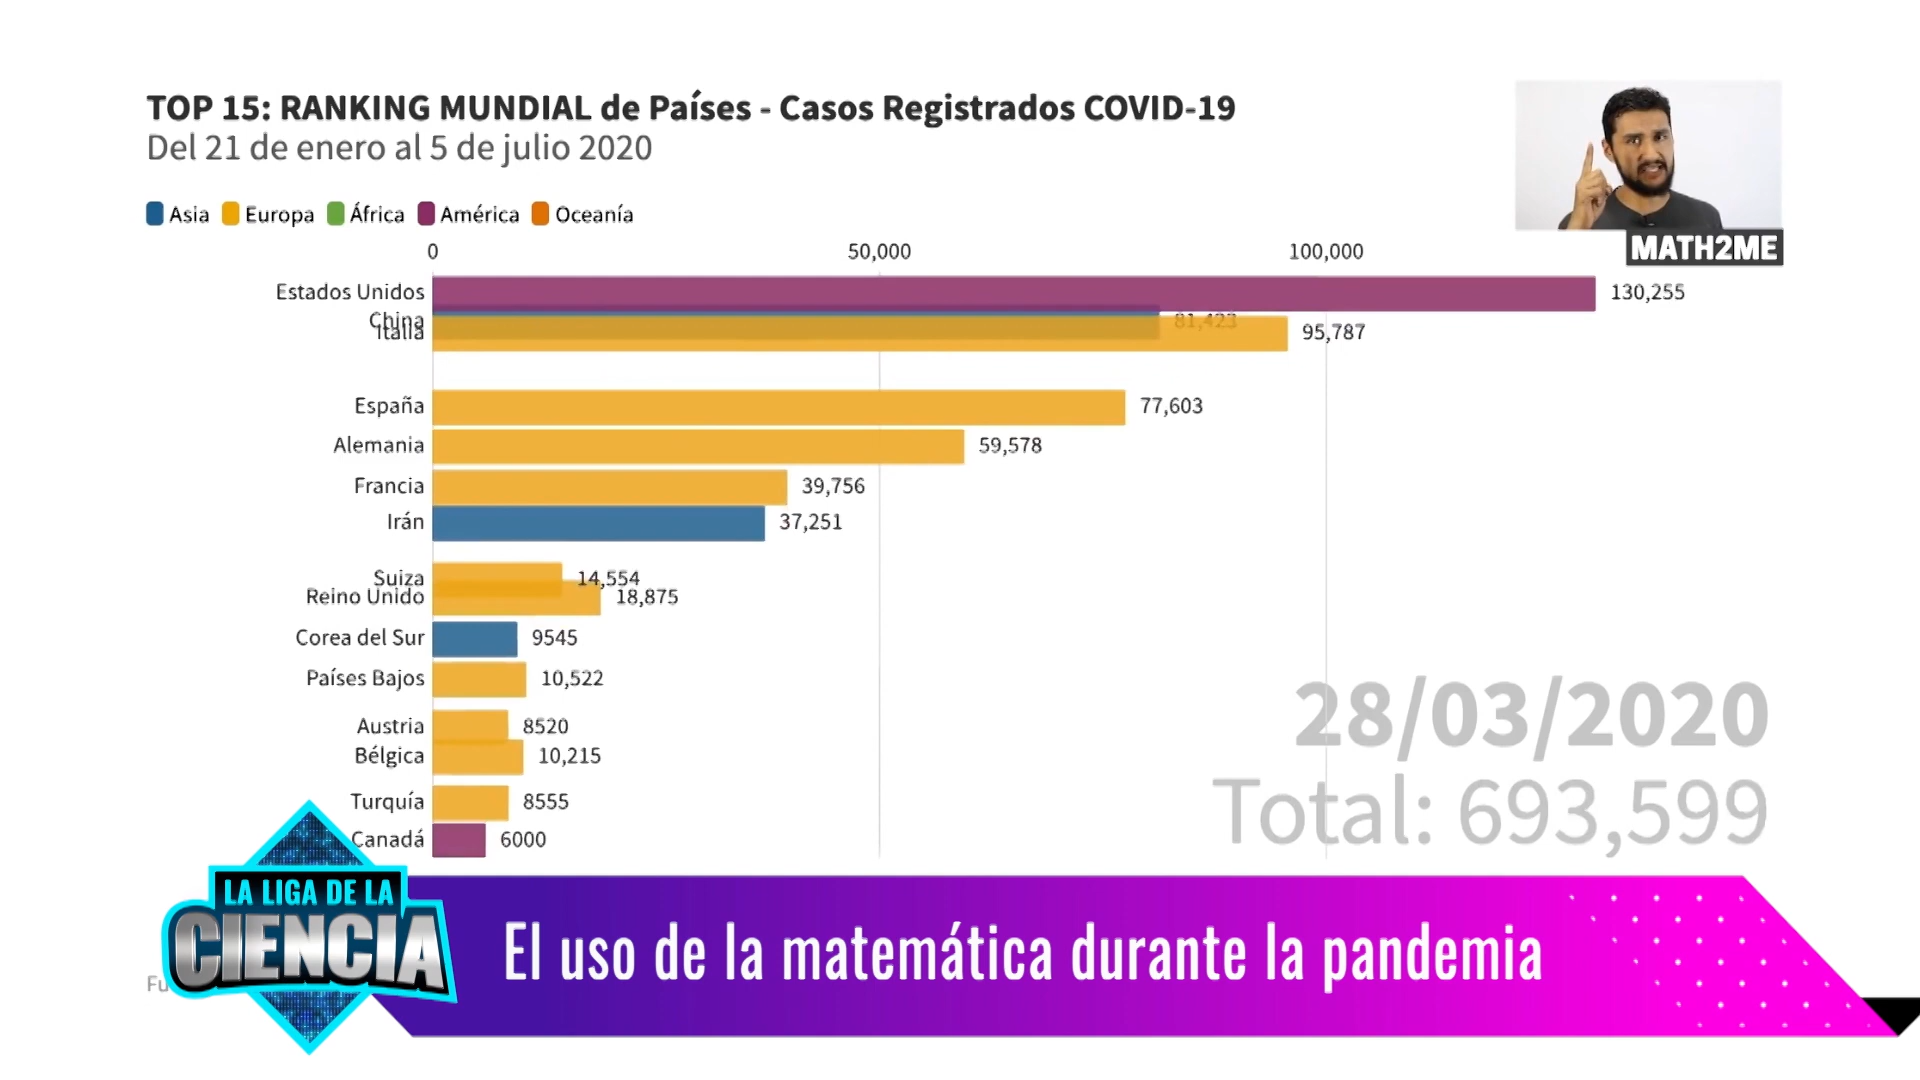 TOP 15: RANKING MUNDIAL de Países - Casos Registrados COVID-19
Del 21 de enero al 5 de julio 2020
Asia Europa África América Oceanía
MATH2ME
0 50,000 100,000
Estados Unidos 130,255
China 81,423
Italia 95,787
España 77,603
Alemania 59,578
Francia 39,756
Irán 37,251
Suiza 14,554
Reino Unido 18,875
Corea del Sur 9545
Países Bajos 10,522
Austria 8520
Bélgica 10,215
Turquía 8555
Canadá 6000
28/03/2020
Total: 693,599
LA LIGA DE LA
CIENCIA
El uso de la matemática durante la pandemia